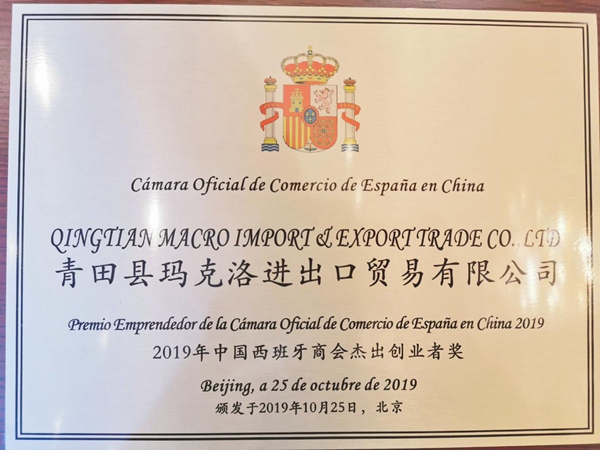 Cámara Oficial de Comercio de España en China
QINGTIAN MACRO IMPORT & EXPORT TRADE CO., LTD
青田县玛克洛进出口贸易有限公司
Premio Emprendedor de la Cámara Oficial de Comercio de España en China 2019
2019年中国西班牙商会杰出创业者奖
Beijing, a 25 de octubre de 2019
颁发于2019年10月25日，北京